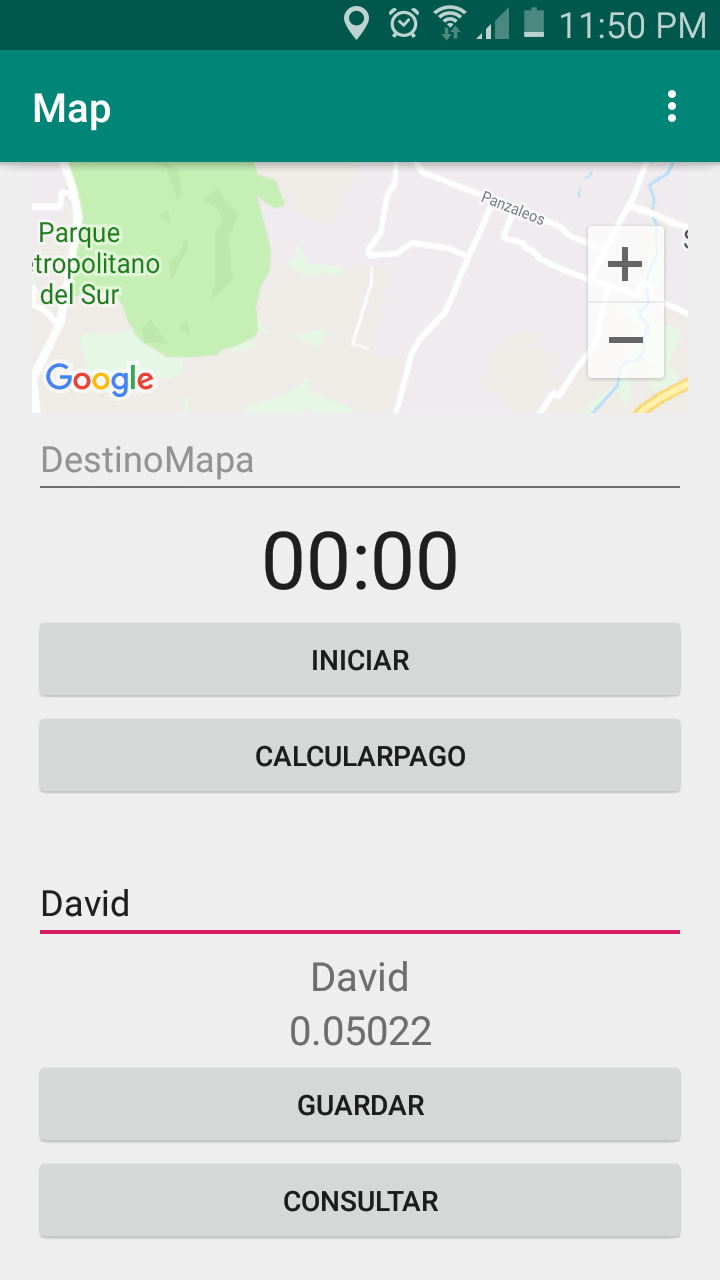 11:50 PM
Map
Panzaleos
Parque
tropolitano
del Sur
Google
DestinoMapa
00:00
INICIAR
CALCULARPAGO
David
David
0.05022
GUARDAR
CONSULTAR